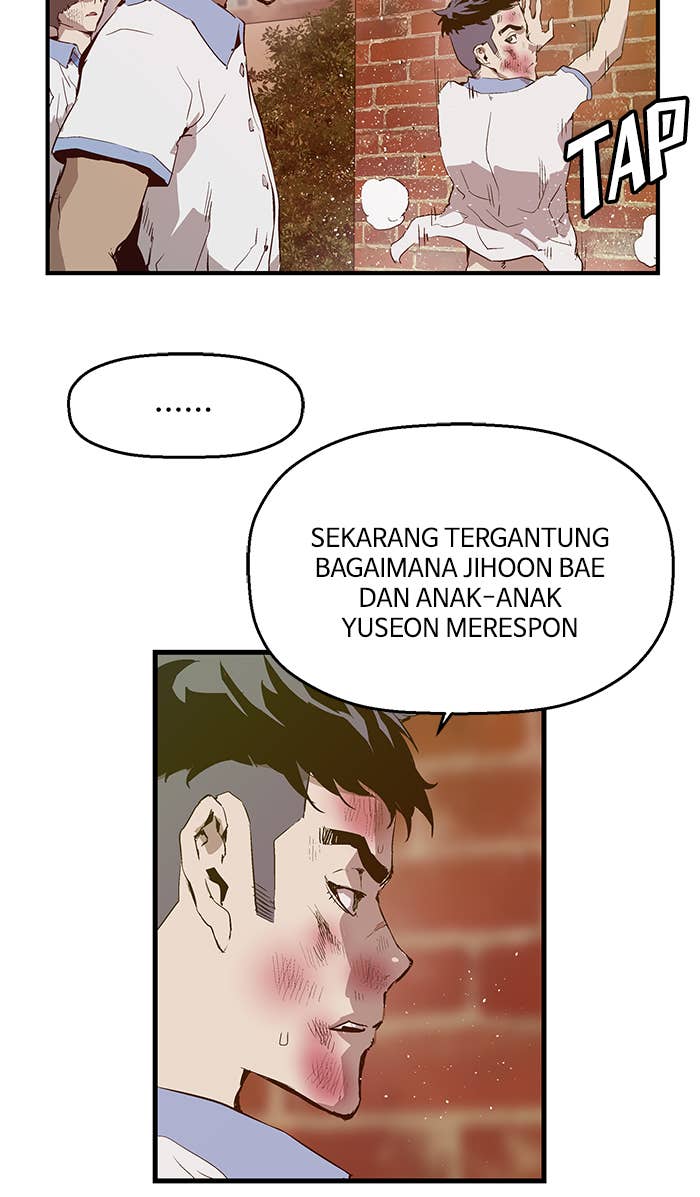 TAP
......
SEKARANG TERGANTUNG
BAGAIMANA JIHOON BAE
DAN ANAK-ANAK
YUSEON MERESPON